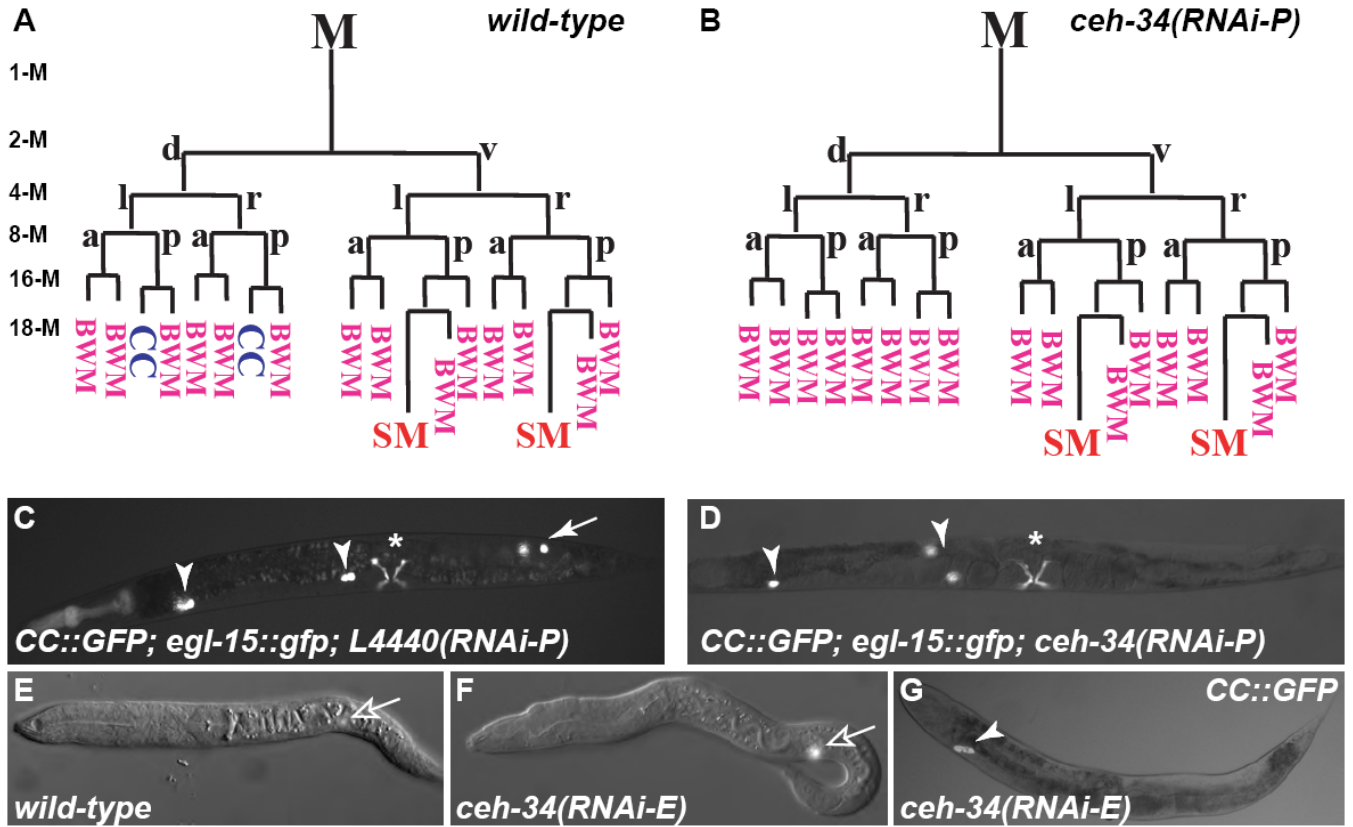 A wild-type
B ceh-34(RNAi-P)
M
M
1-M
2-M
d v
d v
4-M
l r l r
l r l r
8-M
a p a p a p a p
a p a p a p a p
16-M
18-M
BWM BWM CC BWM BWM BWM CC BWM BWM BWM BWM BWM BWM BWM BWM BWM
BWM BWM BWM BWM BWM BWM BWM BWM BWM BWM BWM BWM BWM BWM BWM BWM
SM SM
SM SM
C
*
CC::GFP; egl-15::gfp; L4440(RNAi-P)
D
*
CC::GFP; egl-15::gfp; ceh-34(RNAi-P)
E
wild-type
F
ceh-34(RNAi-E)
G CC::GFP
ceh-34(RNAi-E)